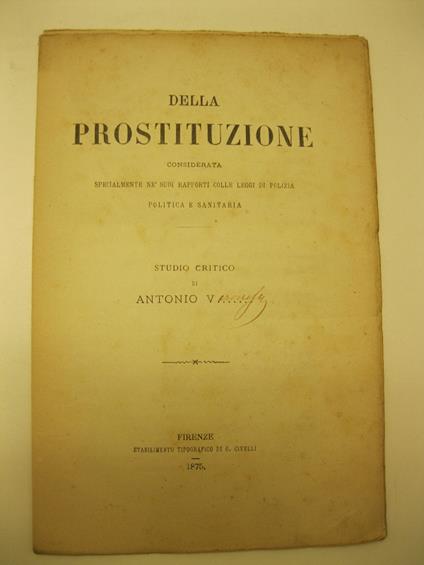 DELLA
PROSTITUZIONE
CONSIDERATA
SPECIALMENTE NE' SUOI RAPPORTI COLLE LEGGI DI POLIZIA
POLITICA E SANITARIA
STUDIO CRITICO
DI
ANTONIO V......
FIRENZE
STABILIMENTO TIPOGRAFICO DI G. CIVELLI
1875.